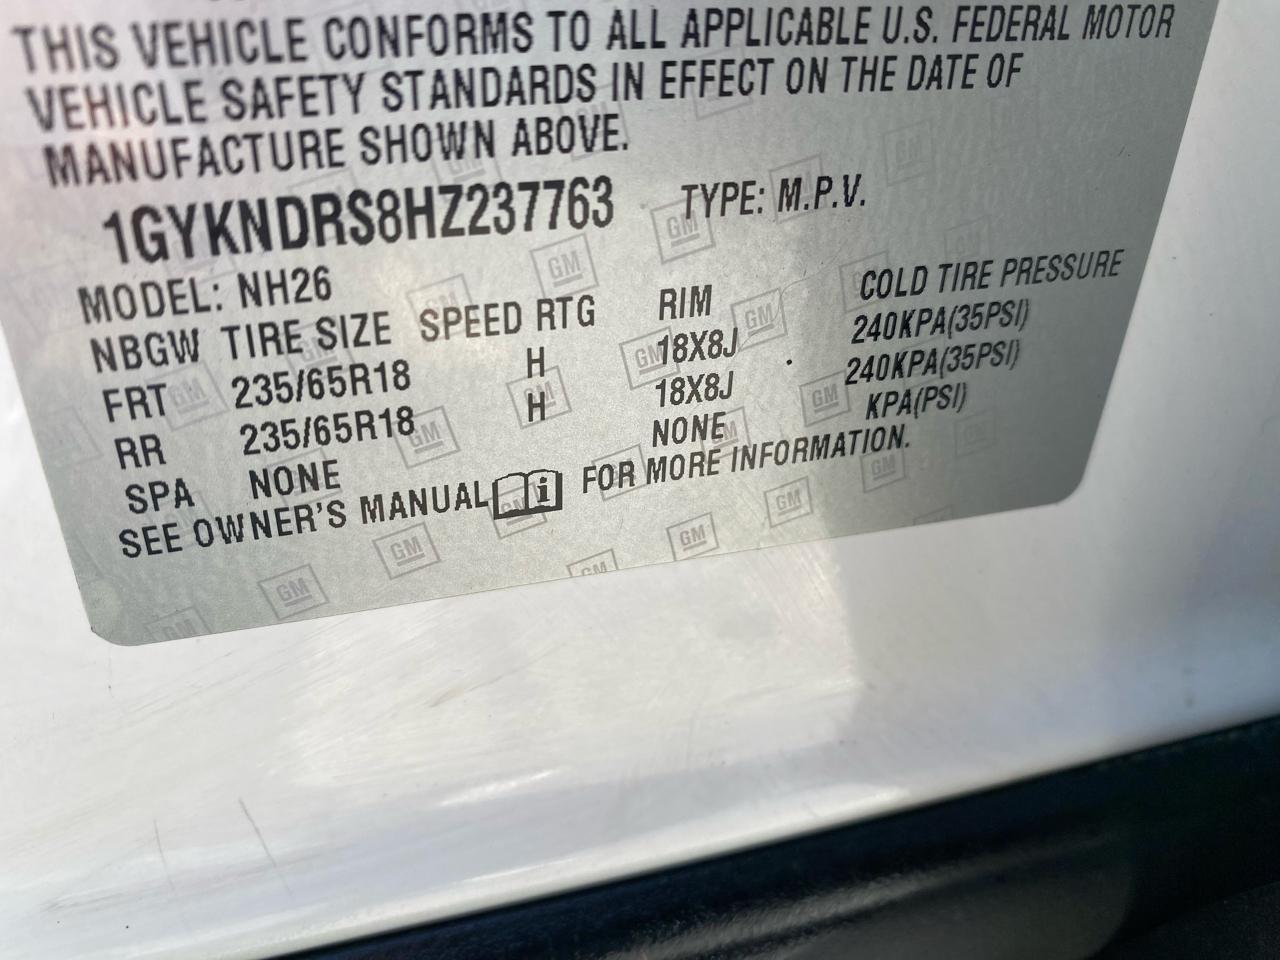 THIS VEHICLE CONFORMS TO ALL APPLICABLE U.S. FEDERAL MOTOR
VEHICLE SAFETY STANDARDS IN EFFECT ON THE DATE OF
MANUFACTURE SHOWN ABOVE.
1GYKNDRS8HZ237763 TYPE: M.P.V.
MODEL: NH26
NBGW TIRE SIZE SPEED RTG RIM COLD TIRE PRESSURE
FRT 235/65R18 H 18X8J 240KPA(35PSI)
RR 235/65R18 H 18X8J 240KPA(35PSI)
SPA NONE NONE KPA(PSI)
SEE OWNER'S MANUAL i FOR MORE INFORMATION.